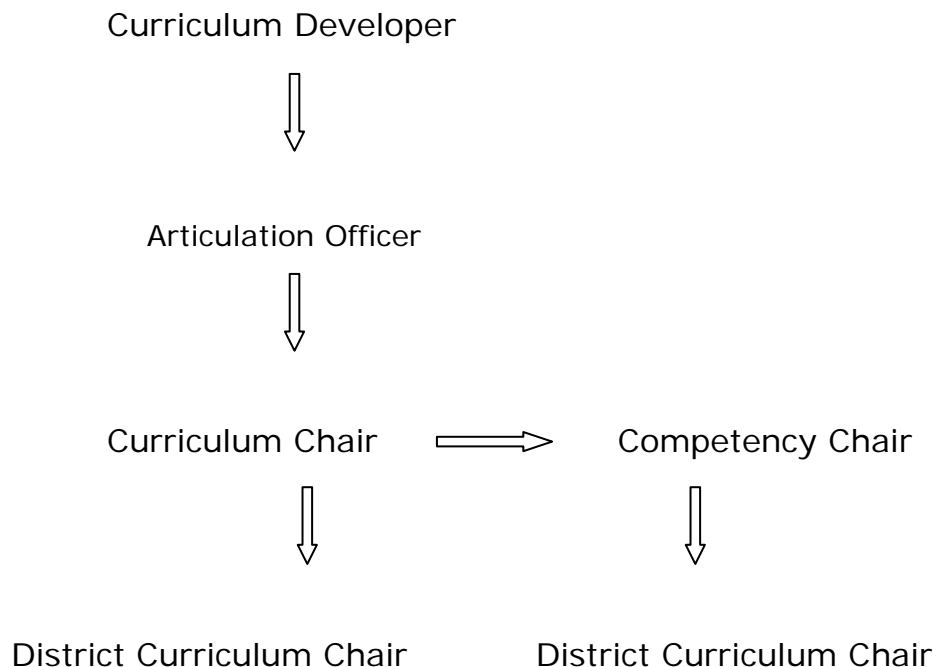 Curriculum Developer
Articulation Officer
Curriculum Chair Competency Chair
District Curriculum Chair District Curriculum Chair